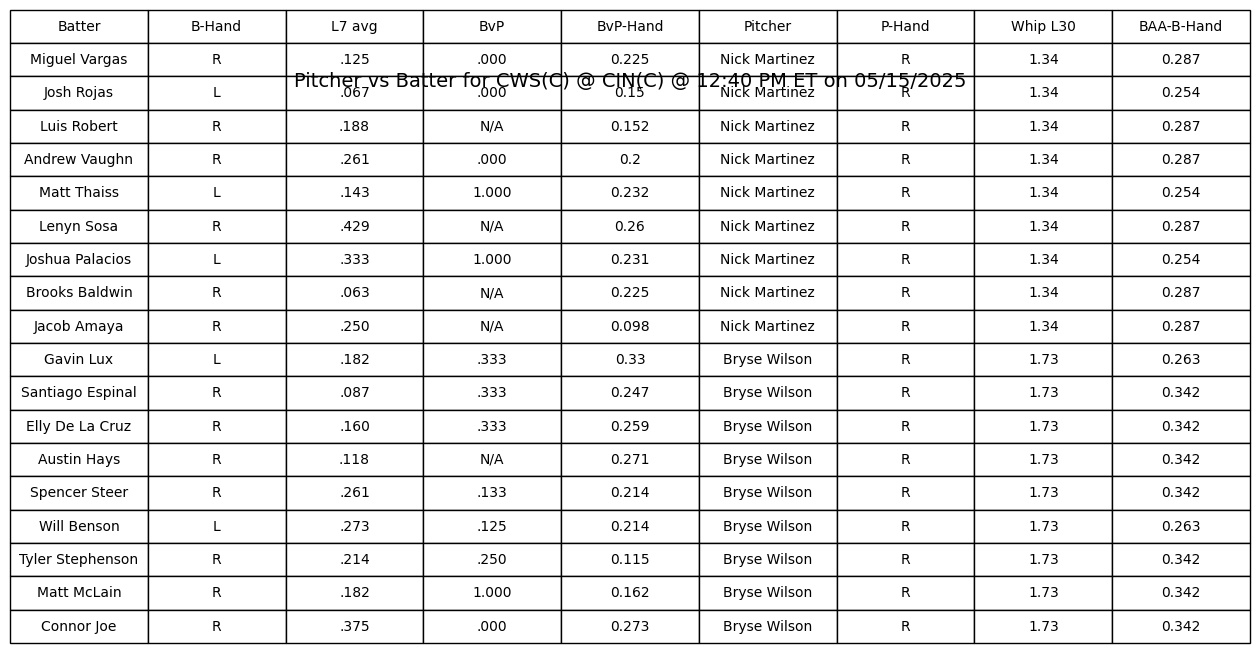 Batter B-Hand L7 avg BvP BvP-Hand Pitcher P-Hand Whip L30 BAA-B-Hand
Miguel Vargas R .125 .000 0.225 Nick Martinez R 1.34 0.287
Pitcher vs Batter for CWS(C) @ CIN(C) @ 12:40 PM ET on 05/15/2025
Josh Rojas L .067 .000 0.15 Nick Martinez R 1.34 0.254
Luis Robert R .188 N/A 0.152 Nick Martinez R 1.34 0.287
Andrew Vaughn R .261 .000 0.2 Nick Martinez R 1.34 0.287
Matt Thaiss L .143 1.000 0.232 Nick Martinez R 1.34 0.254
Lenyn Sosa R .429 N/A 0.26 Nick Martinez R 1.34 0.287
Joshua Palacios L .333 1.000 0.231 Nick Martinez R 1.34 0.254
Brooks Baldwin R .063 N/A 0.225 Nick Martinez R 1.34 0.287
Jacob Amaya R .250 N/A 0.098 Nick Martinez R 1.34 0.287
Gavin Lux L .182 .333 0.33 Bryse Wilson R 1.73 0.263
Santiago Espinal R .087 .333 0.247 Bryse Wilson R 1.73 0.342
Elly De La Cruz R .160 .333 0.259 Bryse Wilson R 1.73 0.342
Austin Hays R .118 N/A 0.271 Bryse Wilson R 1.73 0.342
Spencer Steer R .261 .133 0.214 Bryse Wilson R 1.73 0.342
Will Benson L .273 .125 0.214 Bryse Wilson R 1.73 0.263
Tyler Stephenson R .214 .250 0.115 Bryse Wilson R 1.73 0.342
Matt McLain R .182 1.000 0.162 Bryse Wilson R 1.73 0.342
Connor Joe R .375 .000 0.273 Bryse Wilson R 1.73 0.342